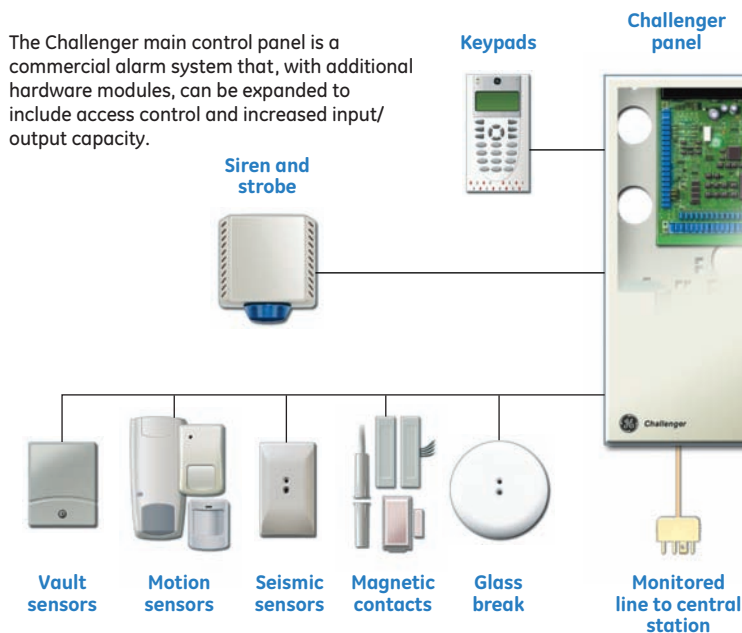 The Challenger main control panel is a
commercial alarm system that, with additional
hardware modules, can be expanded to
include access control and increased input/
output capacity.
Keypads
Challenger
panel
Siren and
strobe
GE Challenger
Vault
sensors
Motion
sensors
Seismic
sensors
Magnetic
contacts
Glass
break
Monitored
line to central
station